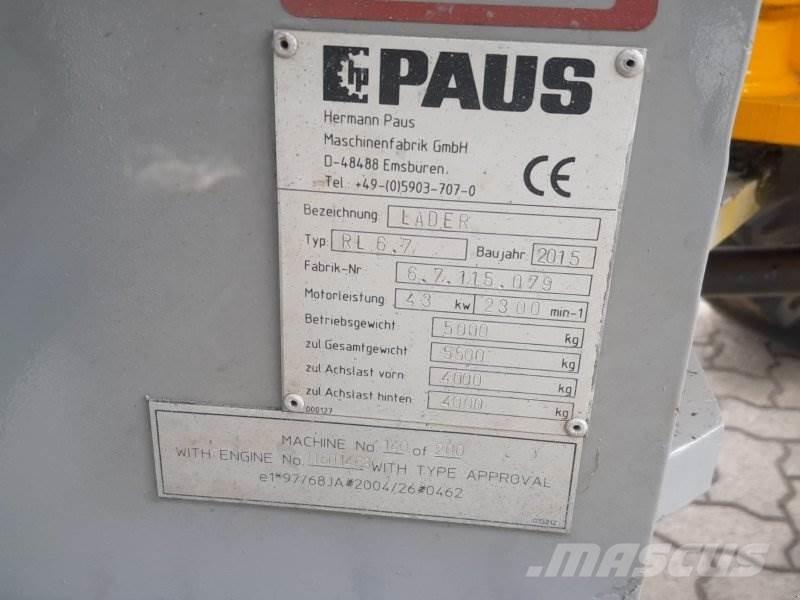 hp PAUS
Hermann Paus
Maschinenfabrik GmbH
D-48488 Emsbüren.
Tel. +49-(0)5903-707-0
CE
Bezeichnung LADER
Typ RL 6.7 Baujahr 2015
Fabrik-Nr 6.7.115.079
Motorleistung 43 kw 2300 min-1
Betriebsgewicht 5000 kg
zul Gesamtgewicht 5500 kg
zul Achslast vorn 4000 kg
zul Achslast hinten 4000 kg
000127
MACHINE No 140 of 200
WITH ENGINE No. WITH TYPE APPROVAL
e1*97/68JA*2004/26*0462
MASCUS